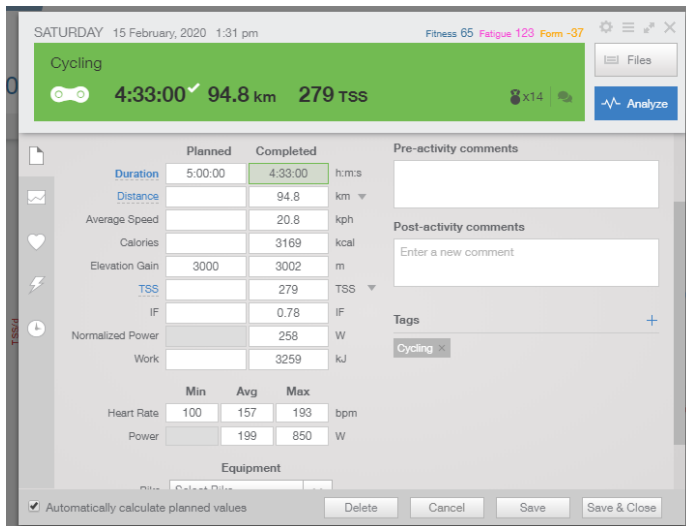 SATURDAY 15 February, 2020 1:31 pm
Fitness 65 Fatigue 123 Form -37
Cycling
4:33:00 94.8 km 279 TSS
x14
Files
Analyze
Planned Completed
Duration 5:00:00 4:33:00 h:m:s
Distance 94.8 km
Average Speed 20.8 kph
Calories 3169 kcal
Elevation Gain 3000 3002 m
TSS 279 TSS
IF 0.78 IF
Normalized Power 258 W
Work 3259 kJ
Min Avg Max
Heart Rate 100 157 193 bpm
Power 199 850 W
Equipment
Bike Select Bike
Pre-activity comments
Post-activity comments
Enter a new comment
Tags
Cycling ×
TSS/d
0
Automatically calculate planned values
Delete Cancel Save Save & Close